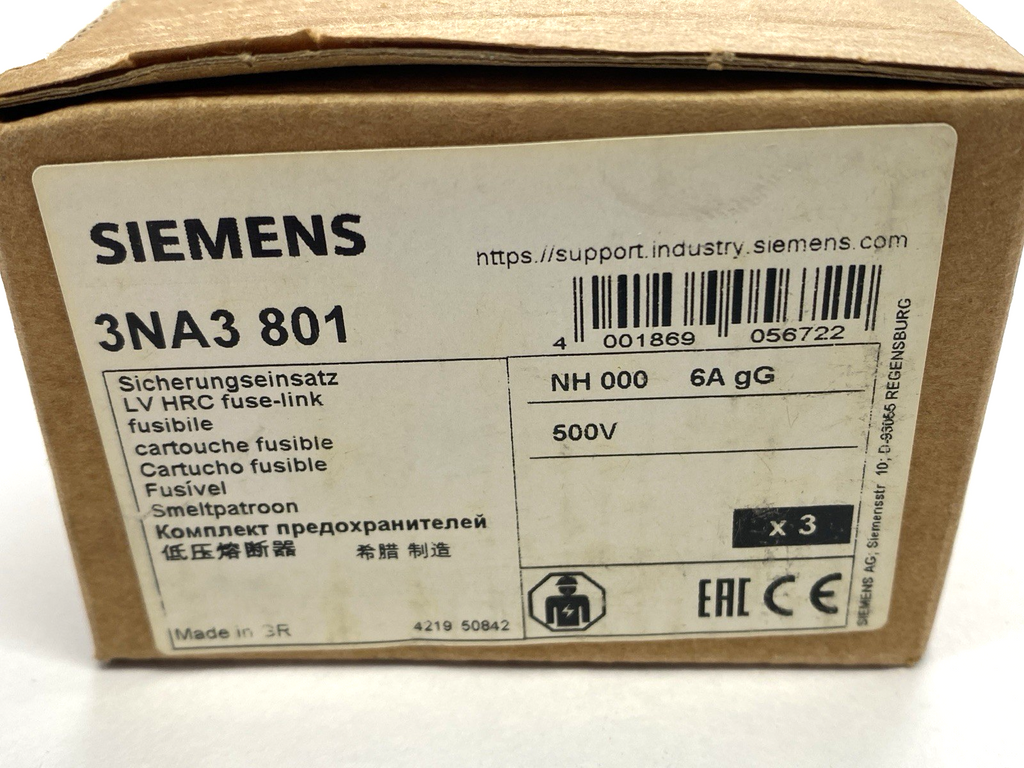 SIEMENS
https://support.industry.siemens.com
3NA3 801
4 001869 056722
Sicherungseinsatz
LV HRC fuse-link
fusibile
cartouche fusible
Cartucho fusible
Fusível
Smeltpatroon
Комплект предохранителей
低压熔断器 希腊 制造
Made in GR
4219 50842
NH 000 6A gG
500V
x 3
EAC CE
SIEMENS AG; Siemensstr 10; D-93055 REGENSBURG